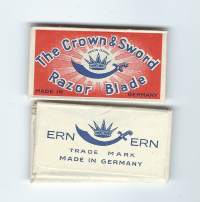 The Crown & Sword
Razor Blade
MADE IN GERMANY
ERN ERN
TRADE MARK
MADE IN GERMANY